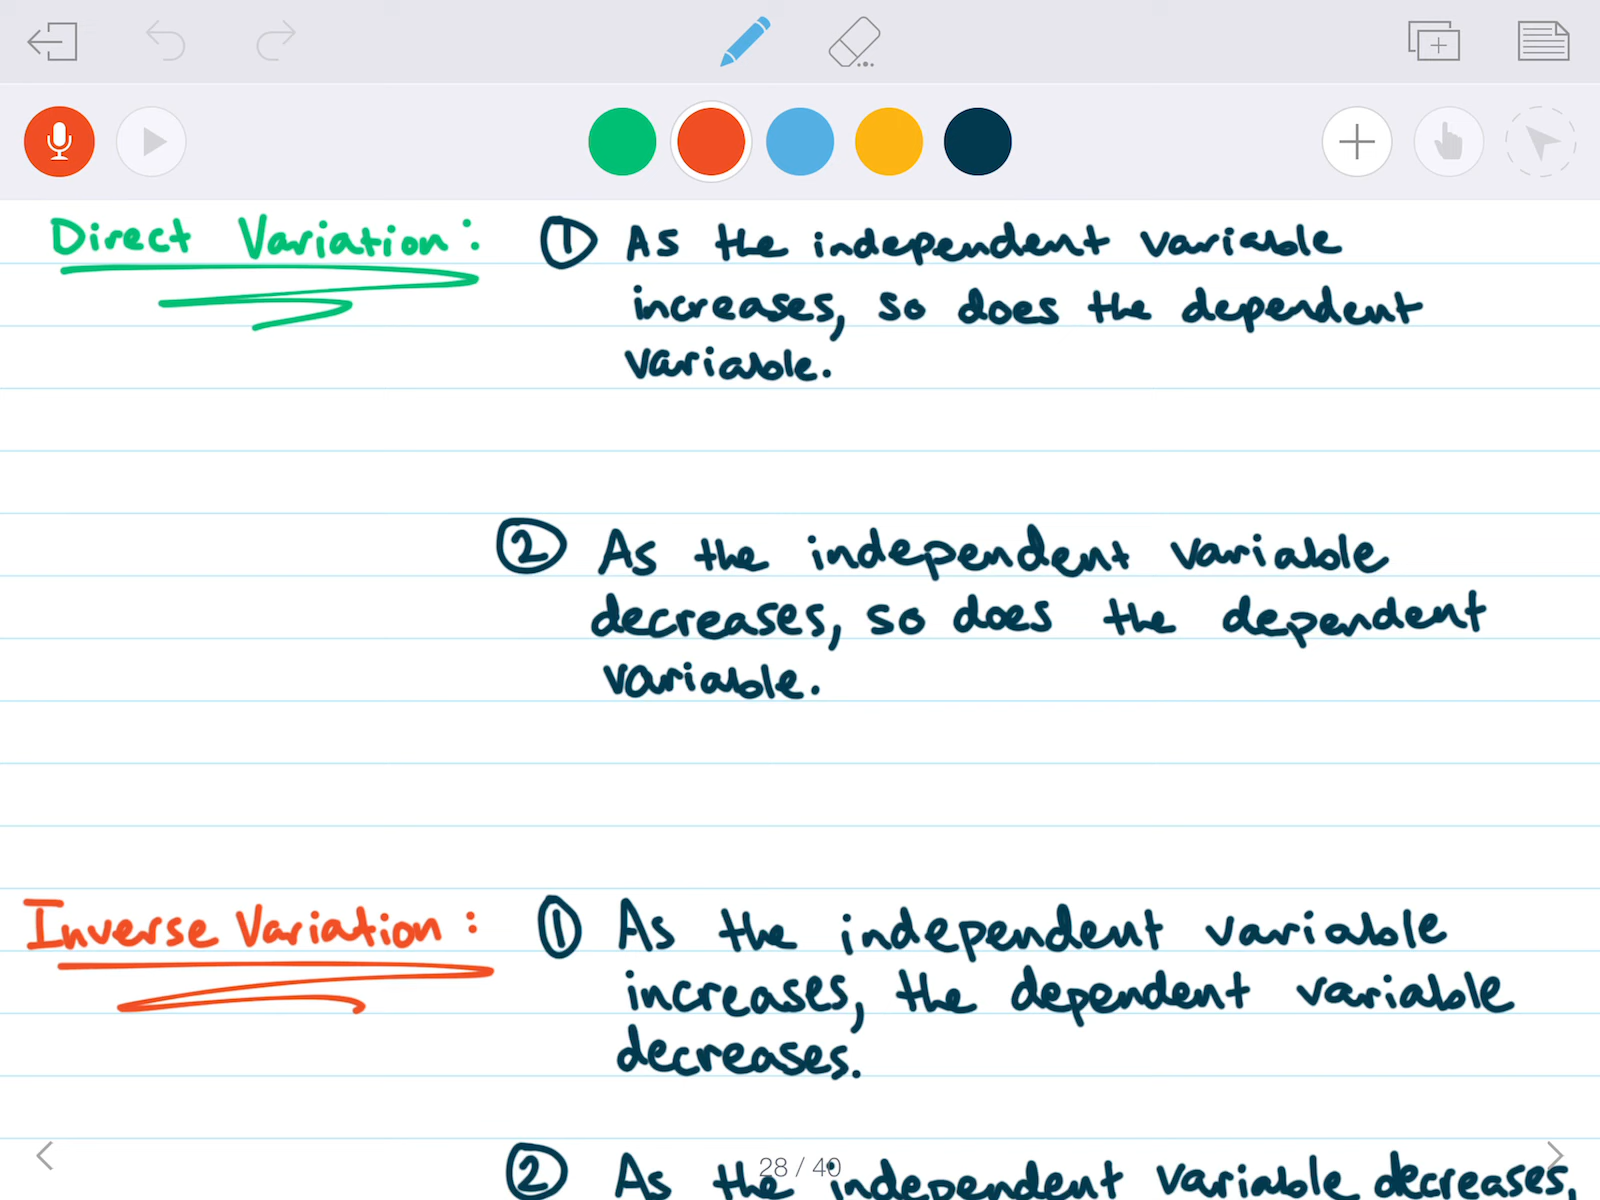 Direct Variation: ① As the independent variable
increases, so does the dependent
variable.
② As the independent variable
decreases, so does the dependent
variable.
Inverse Variation: ① As the independent variable
increases, the dependent variable
decreases.
② As the independent variable decreases,
28 / 40